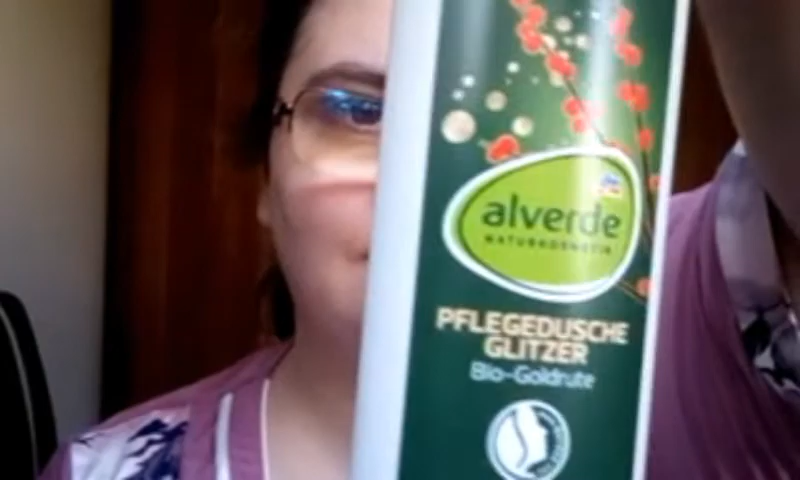 alverde
NATURKOSMETIK
PFLEGEDUSCHE
GLITZER
Bio-Goldrute